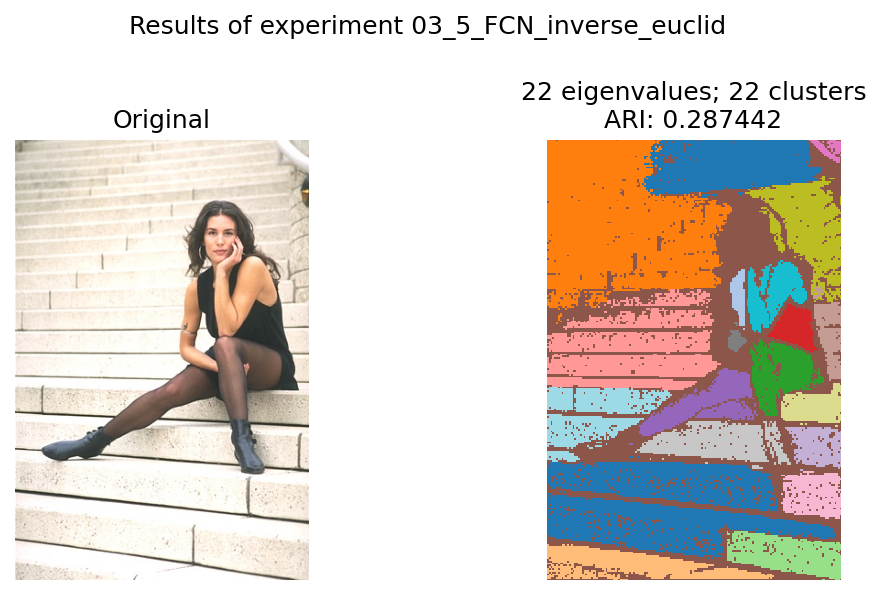 Results of experiment 03_5_FCN_inverse_euclid
Original
22 eigenvalues; 22 clusters
ARI: 0.287442